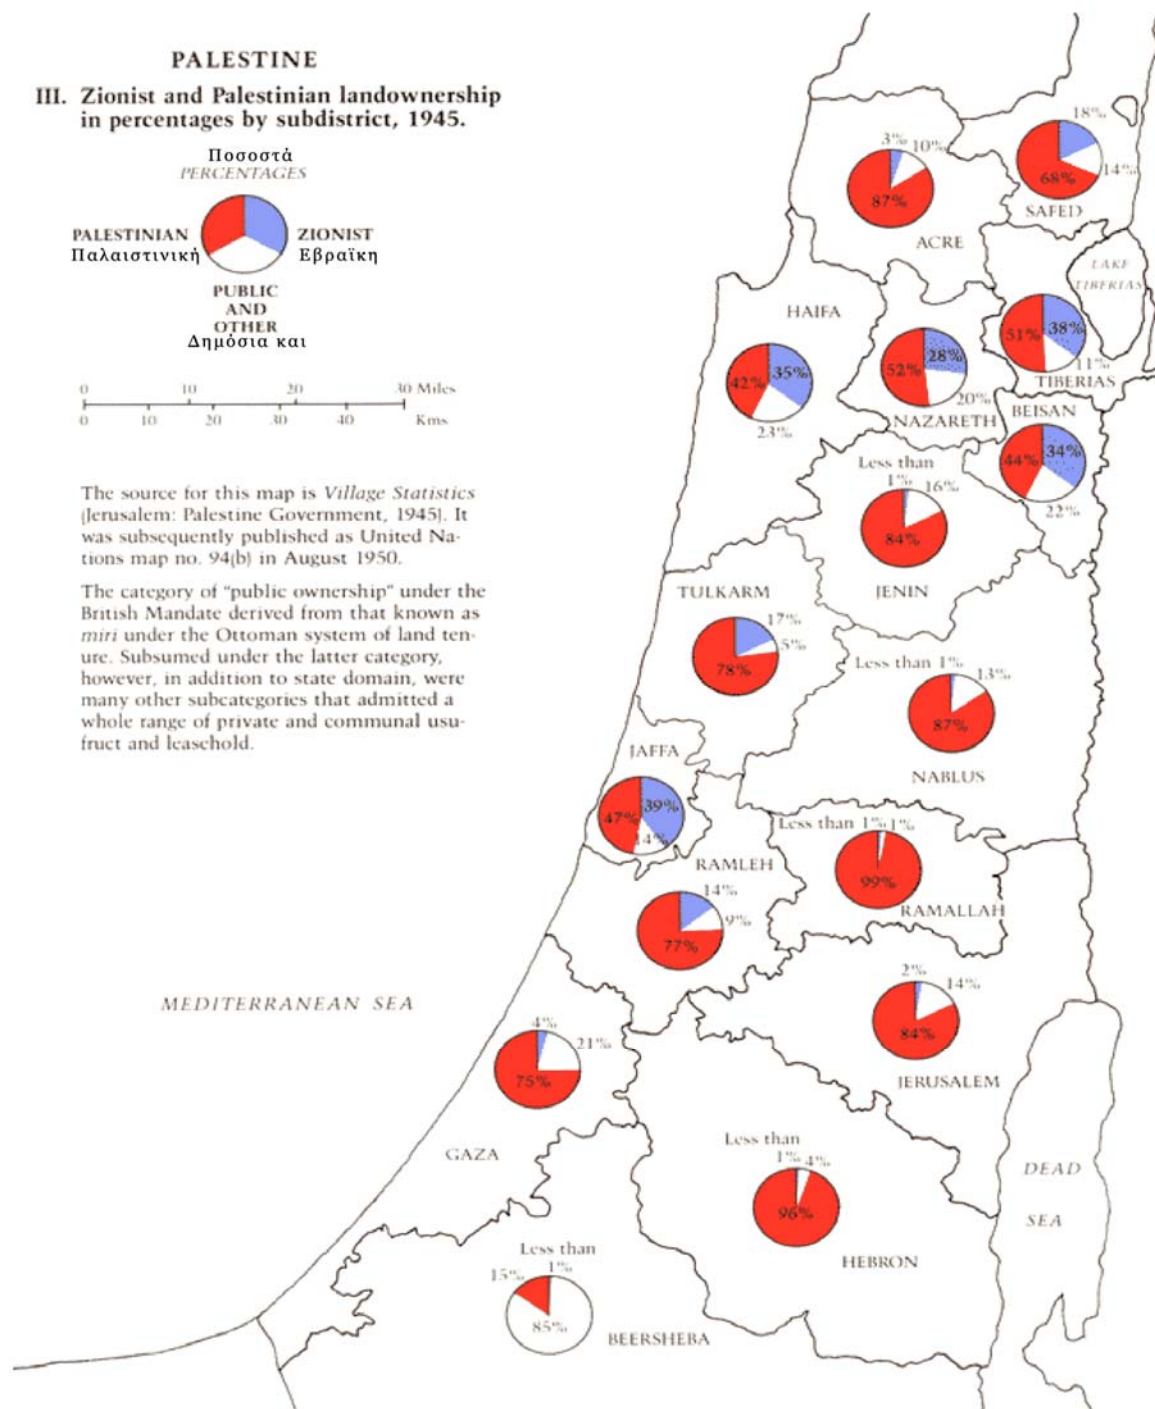 PALESTINE
III. Zionist and Palestinian landownership
in percentages by subdistrict, 1945.
Ποσοστά
PERCENTAGES
PALESTINIAN
Παλαιστινική
ZIONIST
Εβραϊκη
PUBLIC
AND
OTHER
Δημόσια και
0 10 20 30 Miles
0 10 20 30 40 Kms
The source for this map is Village Statistics
(Jerusalem: Palestine Government, 1945). It
was subsequently published as United Na-
tions map no. 94(b) in August 1950.
The category of "public ownership" under the
British Mandate derived from that known as
miri under the Ottoman system of land ten-
ure. Subsumed under the latter category,
however, in addition to state domain, were
many other subcategories that admitted a
whole range of private and communal usu-
fruct and leasehold.
18%
14%
68%
SAFED
3%
10%
87%
ACRE
LAKE
TIBERIAS
HAIFA
42%
35%
23%
52%
28%
20%
NAZARETH
51%
38%
11%
TIBERIAS
BEISAN
44%
34%
22%
Less than
1%
16%
84%
JENIN
TULKARM
17%
5%
78%
Less than 1%
13%
87%
NABLUS
JAFFA
47%
39%
14%
Less than 1%
1%
99%
RAMALLAH
RAMLEH
14%
9%
77%
MEDITERRANEAN SEA
2%
14%
84%
JERUSALEM
4%
21%
75%
GAZA
Less than
1%
4%
96%
HEBRON
DEAD
SEA
Less than
1%
15%
85%
BEERSHEBA